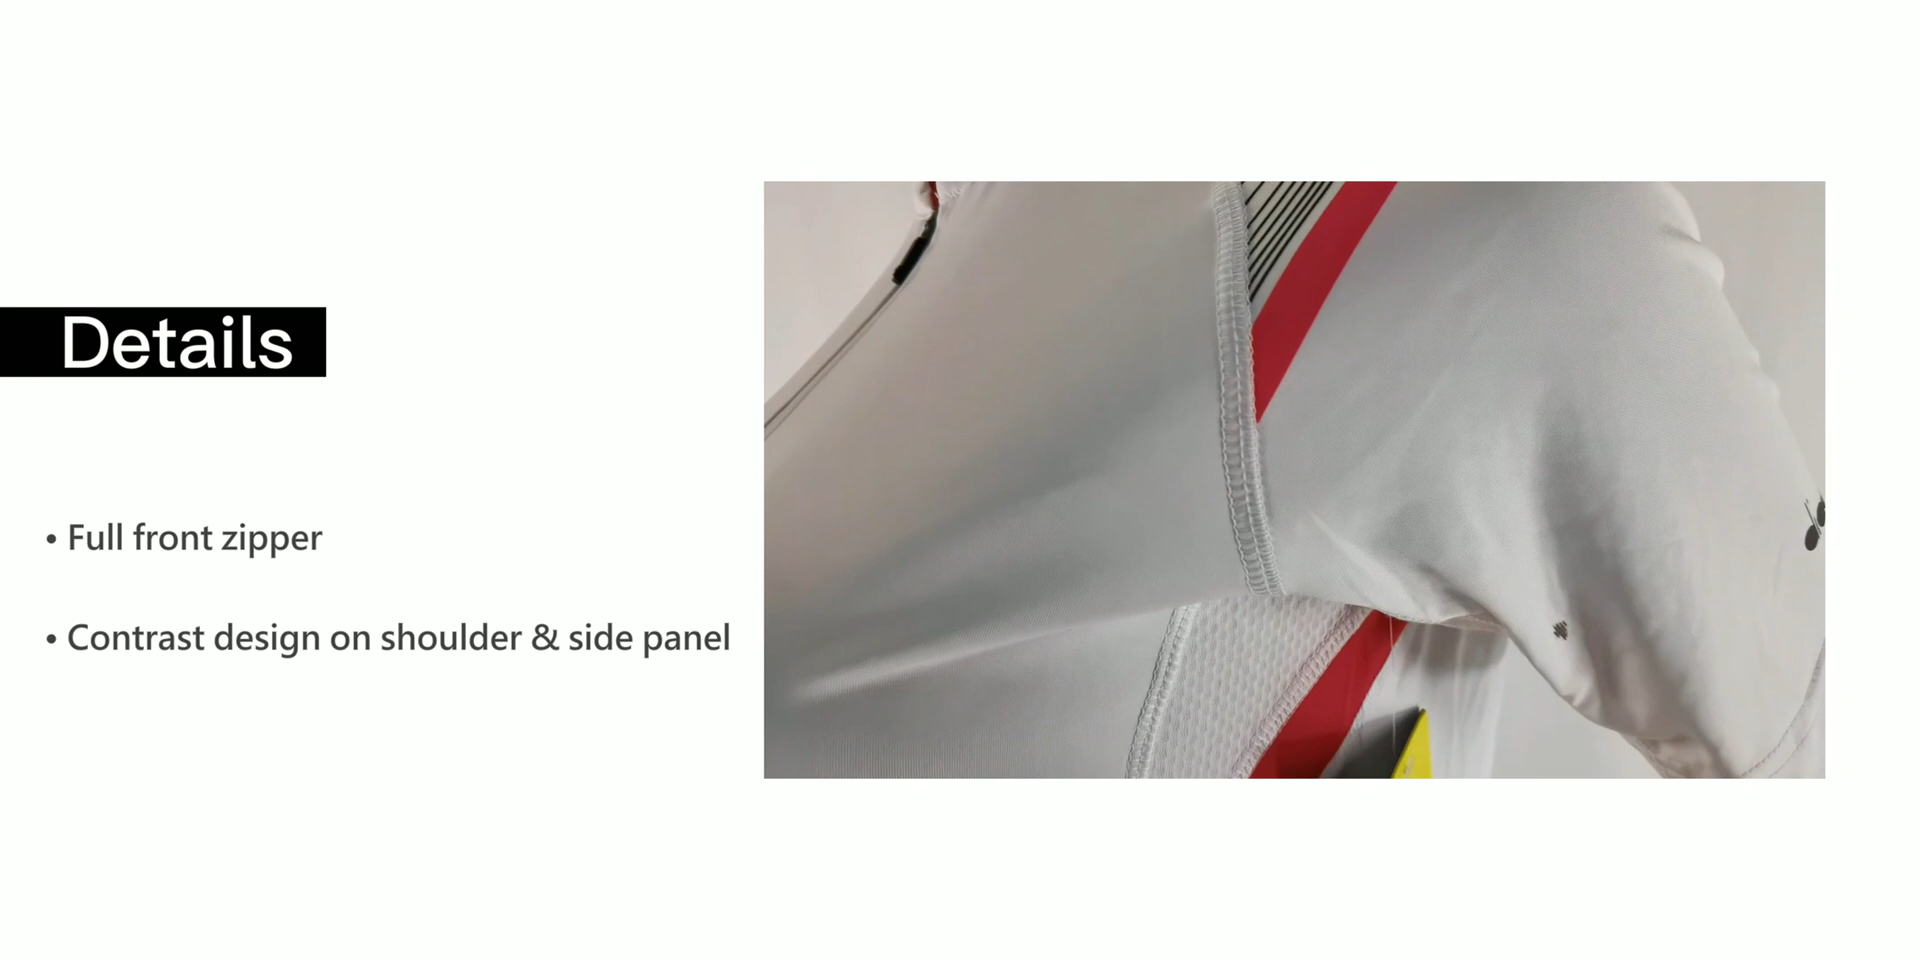 Details
• Full front zipper
• Contrast design on shoulder & side panel